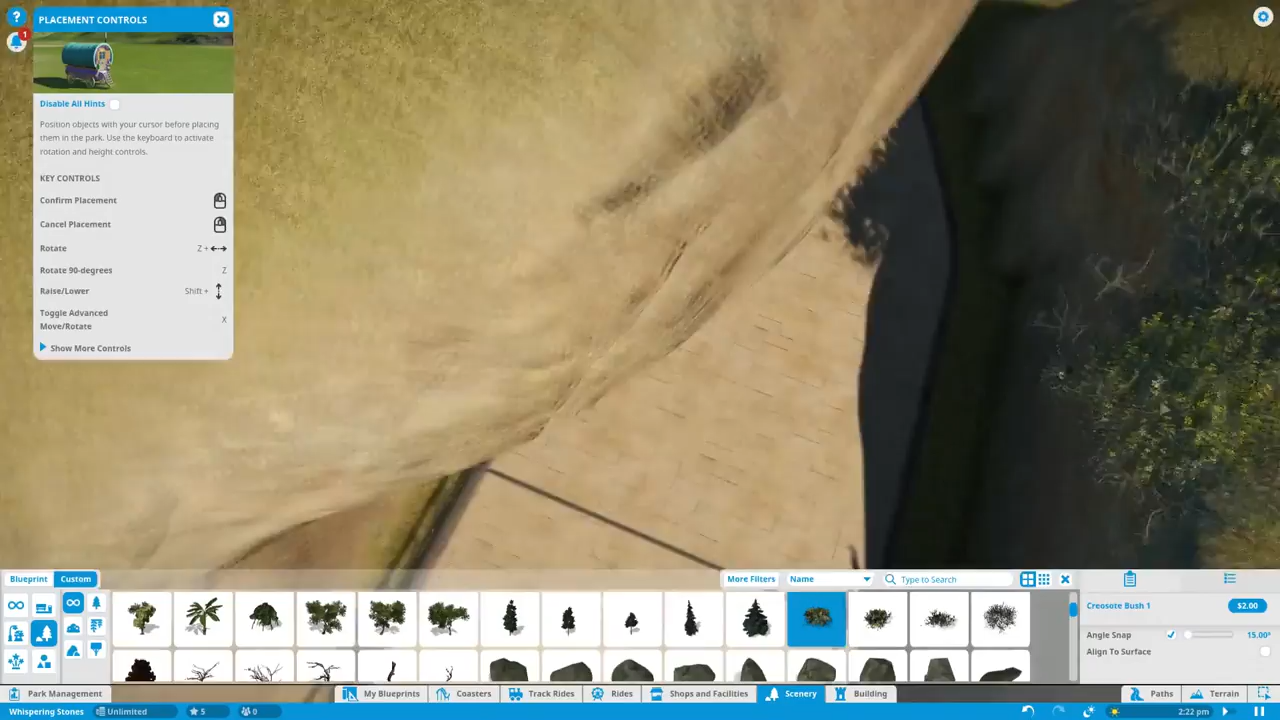 ?
PLACEMENT CONTROLS
1
Disable All Hints
Position objects with your cursor before placing
them in the park. Use the keyboard to activate
rotation and height controls.
KEY CONTROLS
Confirm Placement
Cancel Placement
Rotate Z +
Rotate 90-degrees Z
Raise/Lower Shift +
Toggle Advanced
Move/Rotate X
Show More Controls
Blueprint Custom More Filters Name Type to Search
Creosote Bush 1 $2.00
Angle Snap 15.00°
Align To Surface
Park Management My Blueprints Coasters Track Rides Rides Shops and Facilities Scenery Building Paths Terrain
Whispering Stones Unlimited 5 0 2:22 pm